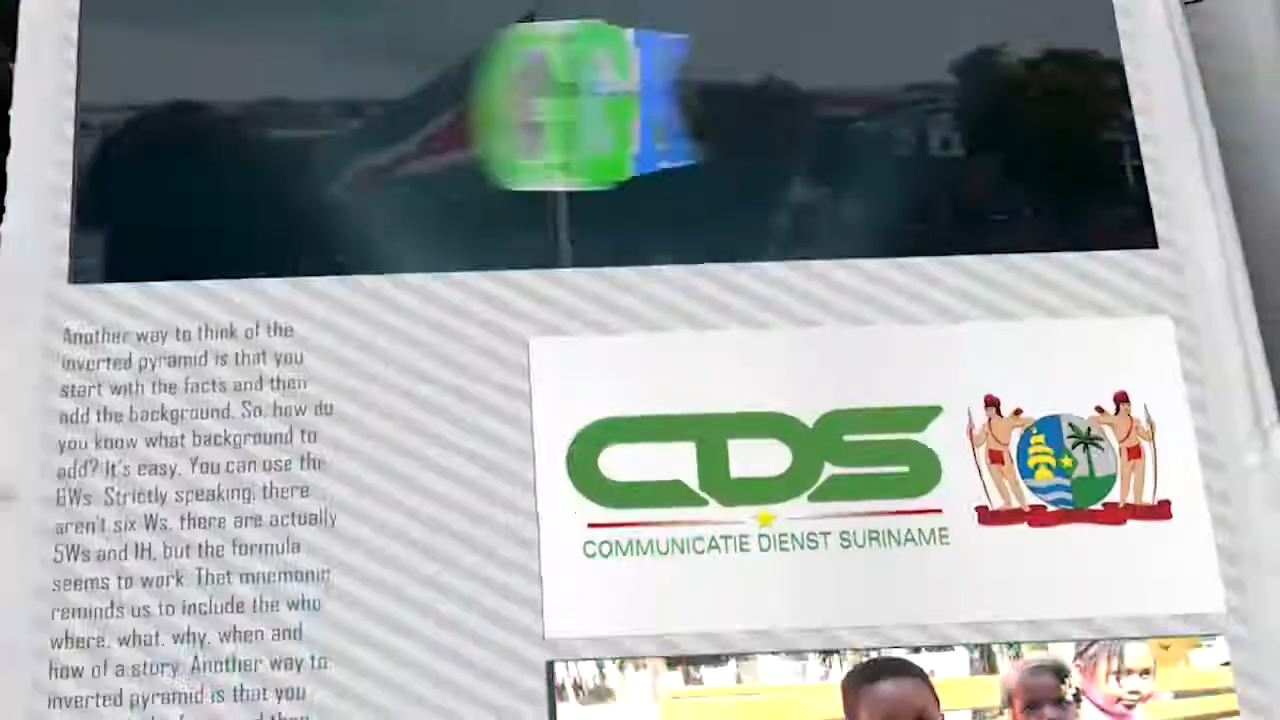 Another way to think of the
inverted pyramid is that you
start with the facts and then
add the background. So, how do
you know what background to
add? It's easy. You can use the
6Ws. Strictly speaking, there
aren't six Ws, there are actually
5Ws and 1H, but the formula
seems to work. That mnemonic
reminds us to include the who
where, what, why, when and
how of a story. Another way to
inverted pyramid is that you
CDS
COMMUNICATIE DIENST SURINAME